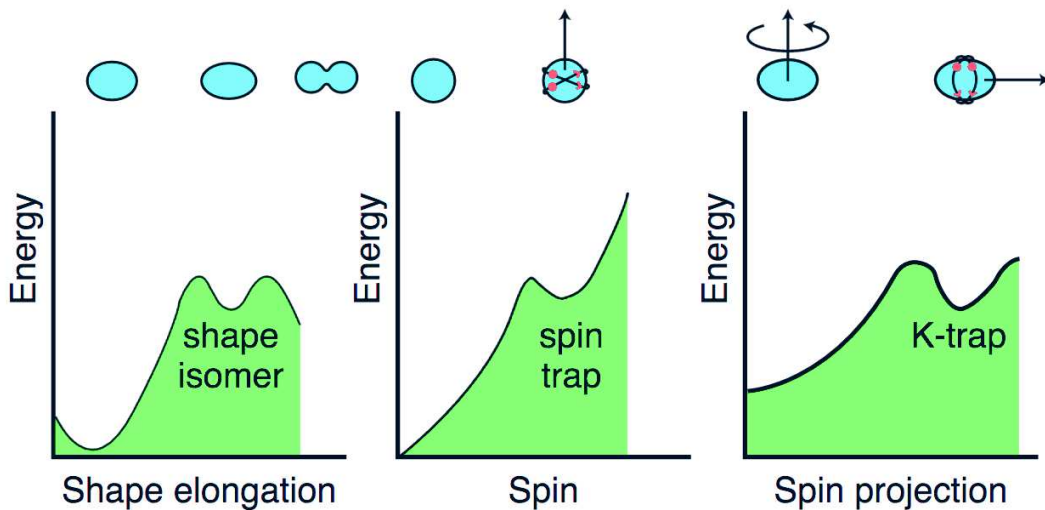 Energy
shape
isomer
Shape elongation
Energy
spin
trap
Spin
Energy
K-trap
Spin projection